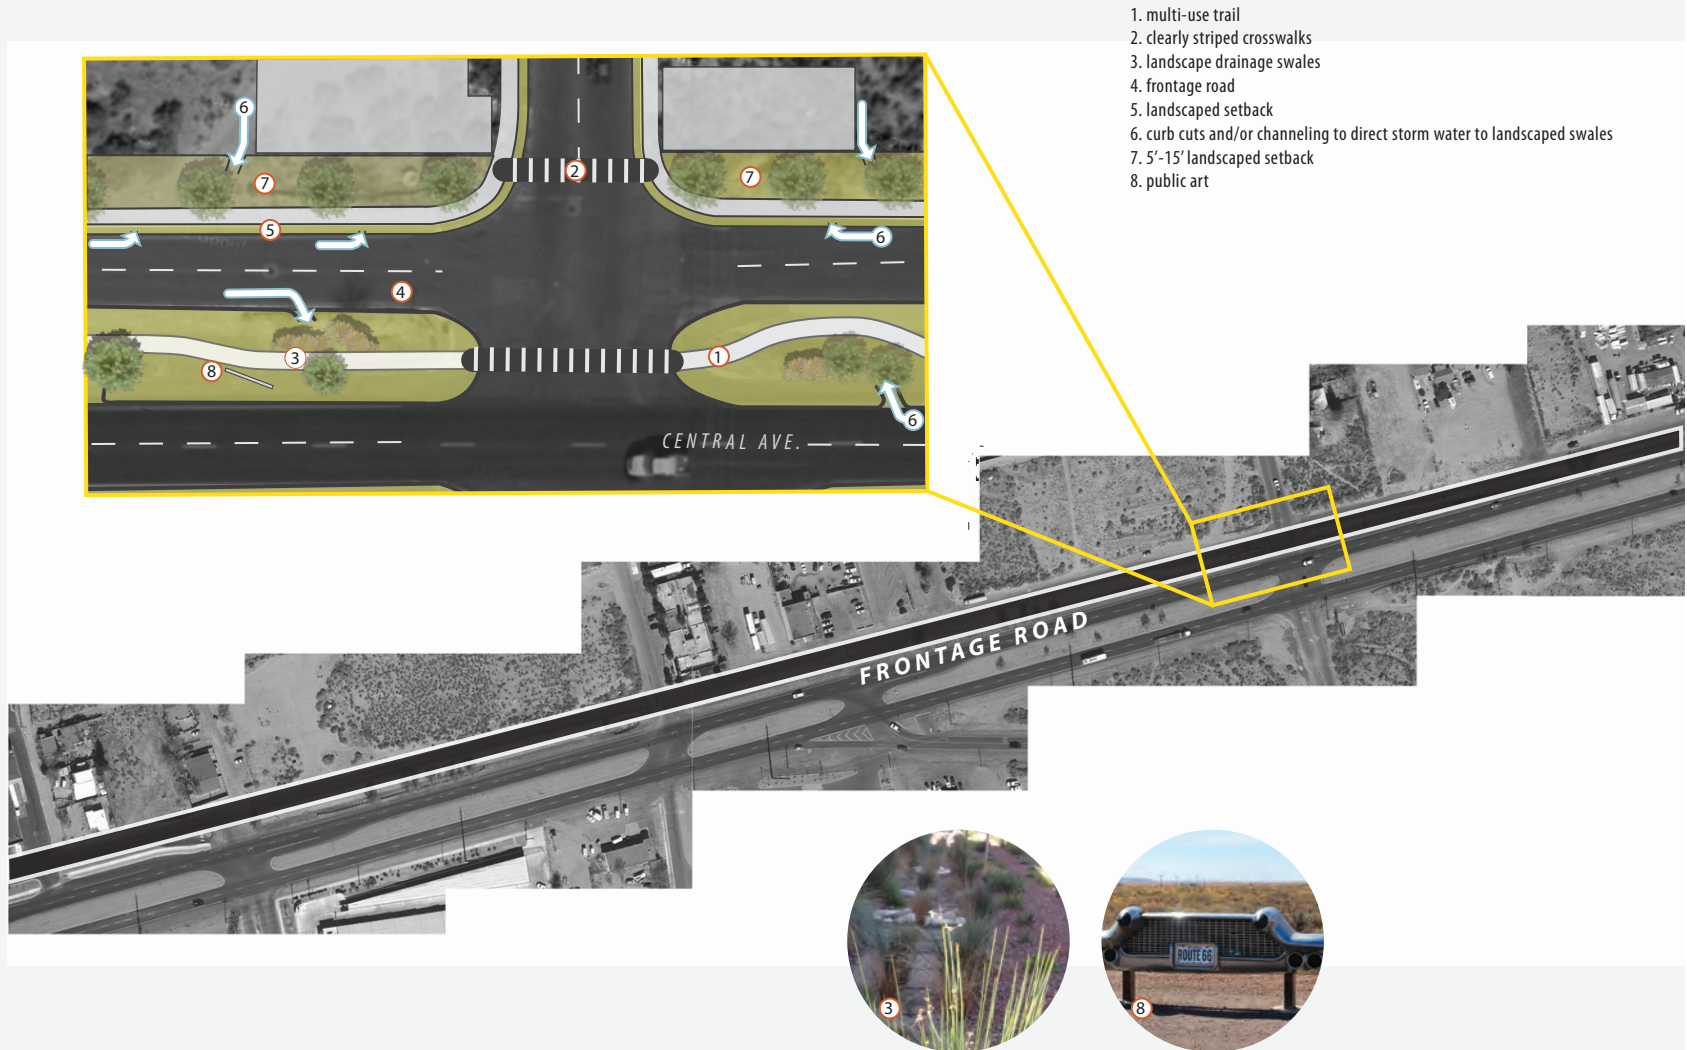 1. multi-use trail
2. clearly striped crosswalks
3. landscape drainage swales
4. frontage road
5. landscaped setback
6. curb cuts and/or channeling to direct storm water to landscaped swales
7. 5’-15’ landscaped setback
8. public art
6
2
7
7
5
6
4
3
1
8
6
CENTRAL AVE.
FRONTAGE ROAD
ROUTE 66
3
8